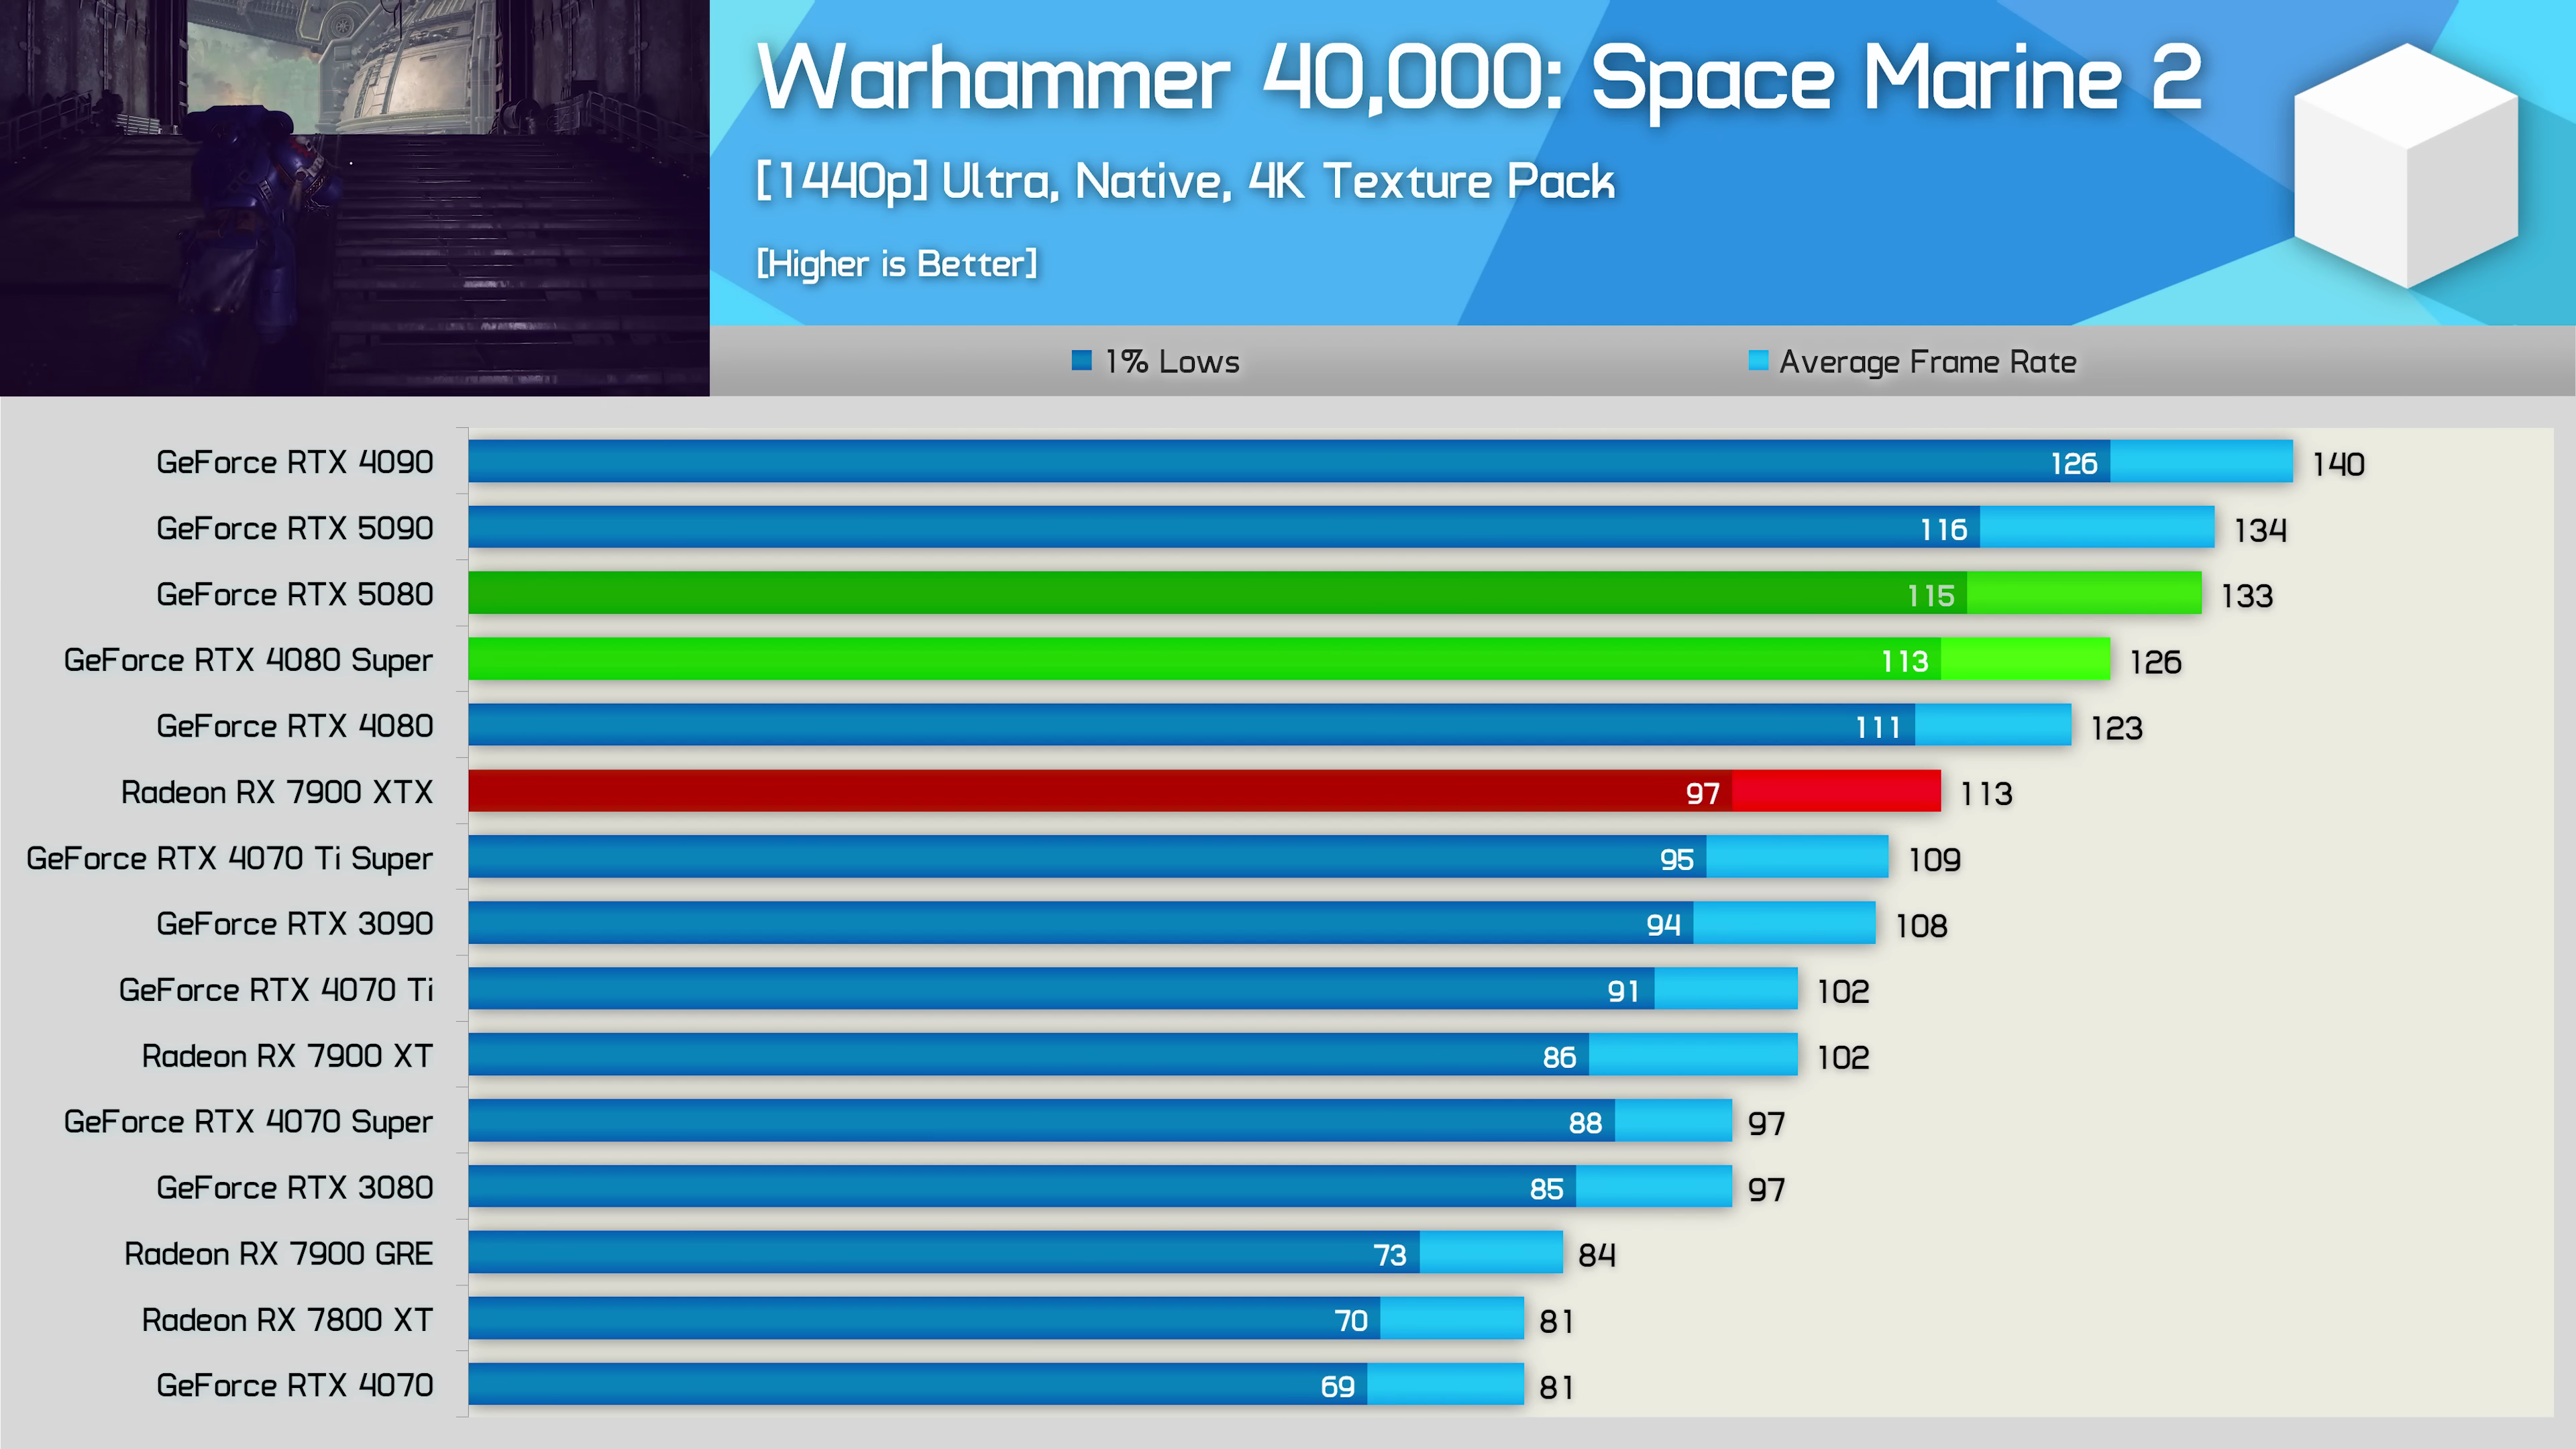 Warhammer 40,000: Space Marine 2
[1440p] Ultra, Native, 4K Texture Pack
[Higher is Better]
1% Lows Average Frame Rate
GeForce RTX 4090 126 140
GeForce RTX 5090 116 134
GeForce RTX 5080 115 133
GeForce RTX 4080 Super 113 126
GeForce RTX 4080 111 123
Radeon RX 7900 XTX 97 113
GeForce RTX 4070 Ti Super 95 109
GeForce RTX 3090 94 108
GeForce RTX 4070 Ti 91 102
Radeon RX 7900 XT 86 102
GeForce RTX 4070 Super 88 97
GeForce RTX 3080 85 97
Radeon RX 7900 GRE 73 84
Radeon RX 7800 XT 70 81
GeForce RTX 4070 69 81